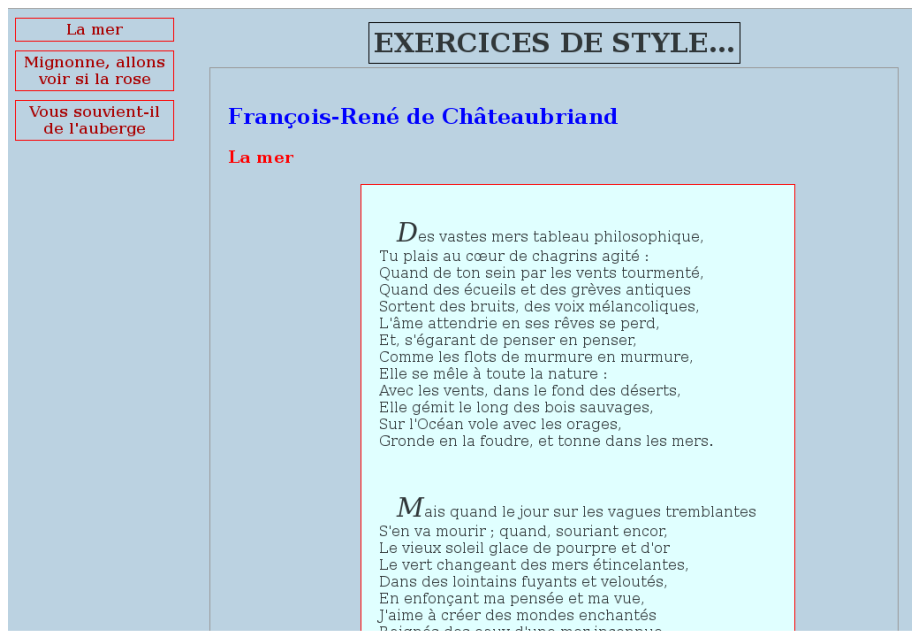 La mer
Mignonne, allons
voir si la rose
Vous souvient-il
de l'auberge
EXERCICES DE STYLE...
François-René de Châteaubriand
La mer
Des vastes mers tableau philosophique,
Tu plais au cœur de chagrins agité :
Quand de ton sein par les vents tourmenté,
Quand des écueils et des grèves antiques
Sortent des bruits, des voix mélancoliques,
L'âme attendrie en ses rêves se perd,
Et, s'égarant de penser en penser,
Comme les flots de murmure en murmure,
Elle se mêle à toute la nature :
Avec les vents, dans le fond des déserts,
Elle gémit le long des bois sauvages,
Sur l'Océan vole avec les orages,
Gronde en la foudre, et tonne dans les mers.
Mais quand le jour sur les vagues tremblantes
S'en va mourir ; quand, souriant encor,
Le vieux soleil glace de pourpre et d'or
Le vert changeant des mers étincelantes,
Dans des lointains fuyants et veloutés,
En enfonçant ma pensée et ma vue,
J'aime à créer des mondes enchantés
Baignés des eaux d'une mer inconnue